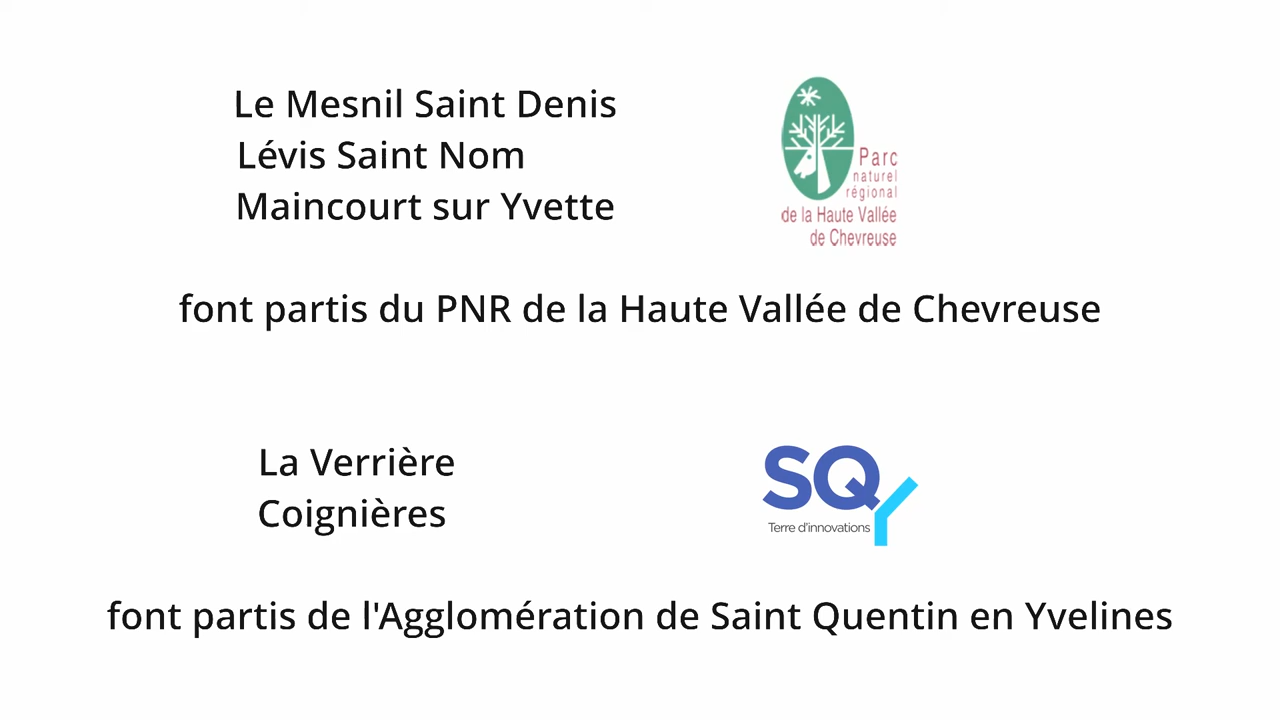 Le Mesnil Saint Denis
Lévis Saint Nom
Maincourt sur Yvette
Parc
naturel
régional
de la Haute Vallée
de Chevreuse
font partis du PNR de la Haute Vallée de Chevreuse
La Verrière
Coignières
SQY
Terre d'innovations
font partis de l'Agglomération de Saint Quentin en Yvelines